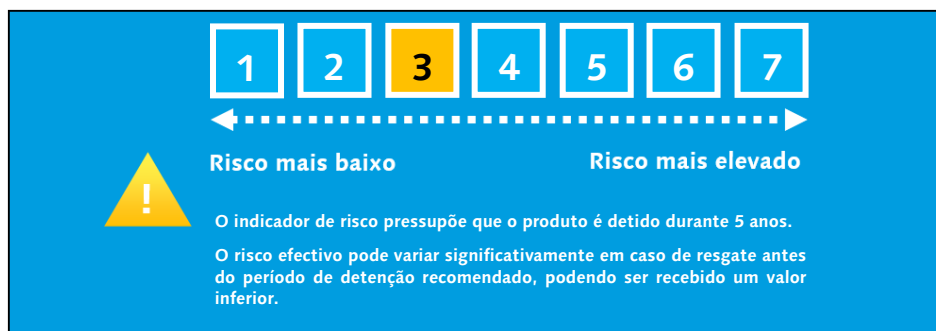 1 2 3 4 5 6 7
Risco mais baixo Risco mais elevado
!
O indicador de risco pressupõe que o produto é detido durante 5 anos.
O risco efectivo pode variar significativamente em caso de resgate antes
do período de detenção recomendado, podendo ser recebido um valor
inferior.